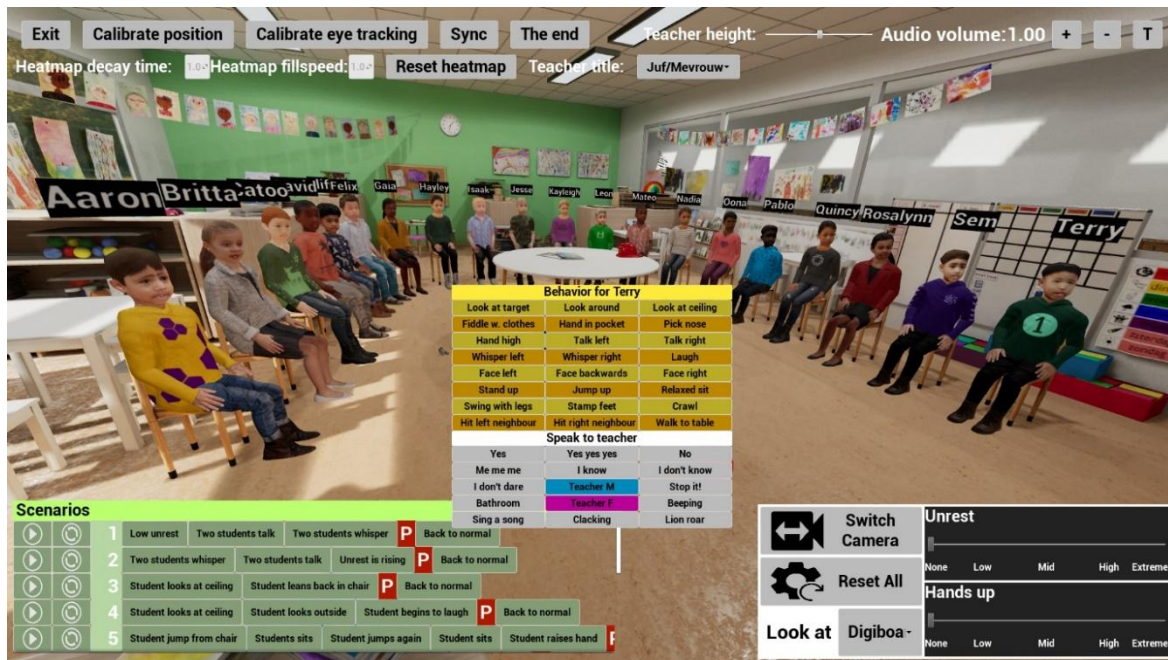 Exit Calibrate position Calibrate eye tracking Sync The end Teacher height: Audio volume:1.00 + - T
Heatmap decay time: 1.0 Heatmap fillspeed: 1.0 Reset heatmap Teacher title: Juf/Mevrouw
Aaron Britta Felix Gaia Hayley Isaak Jesse Kayleigh Leon Mateo Nadia Oona Pablo Quincy Rosalynn Sem Terry
1
Behavior for Terry
Look at target Look around Look at ceiling
Fiddle w. clothes Hand in pocket Pick nose
Hand high Talk left Talk right
Whisper left Whisper right Laugh
Face left Face backwards Face right
Stand up Jump up Relaxed sit
Swing with legs Stamp feet Crawl
Hit left neighbour Hit right neighbour Walk to table
Speak to teacher
Yes Yes yes yes No
Me me me I know I don't know
I don't dare Teacher M Stop it!
Bathroom Teacher F Beeping
Sing a song Clacking Lion roar
Scenarios
1 Low unrest Two students talk Two students whisper P Back to normal
2 Two students whisper Two students talk Unrest is rising P Back to normal
3 Student looks at ceiling Student leans back in chair P Back to normal
4 Student looks at ceiling Student looks outside Student begins to laugh P Back to normal
5 Student jump from chair Students sits Student jumps again Student sits Student raises hand
Switch Camera
Reset All
Look at Digiboa
Unrest
None Low Mid High Extreme
Hands up
None Low Mid High Extreme